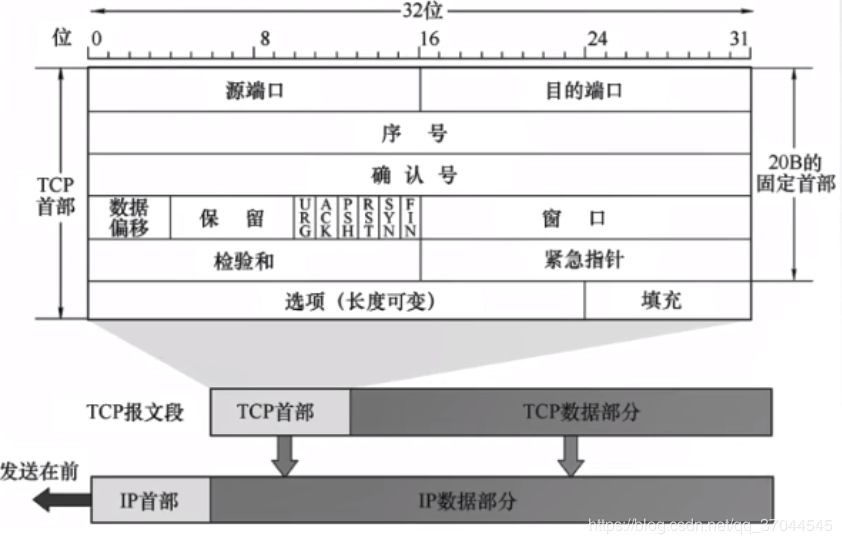 32位
位 0 8 16 24 31
源端口 目的端口
序 号
TCP首部
确 认 号
20B的固定首部
数据偏移 保 留 URG ACK PSH RST SYN FIN 窗 口
检验和 紧急指针
选项（长度可变） 填充
TCP报文段 TCP首部 TCP数据部分
发送在前
IP首部 IP数据部分
https://blog.csdn.net/qq_37044545